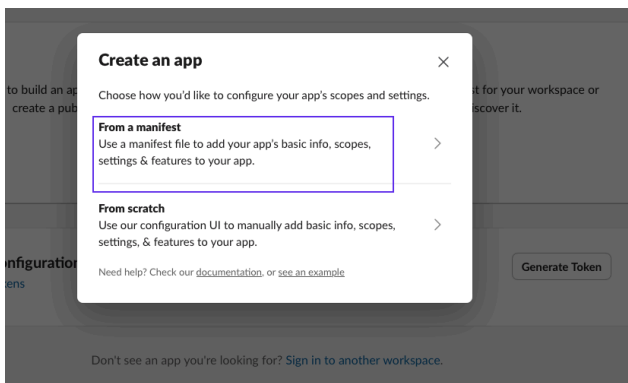 Create an app
to build an ap
st for your workspace or
Choose how you'd like to configure your app's scopes and settings.
create a pub
iscover it.
From a manifest
Use a manifest file to add your app's basic info, scopes,
settings & features to your app.
From scratch
Use our configuration UI to manually add basic info, scopes,
settings, & features to your app.
onfiguration
Generate Token
Need help? Check our documentation, or see an example
kens
Don't see an app you're looking for? Sign in to another workspace.